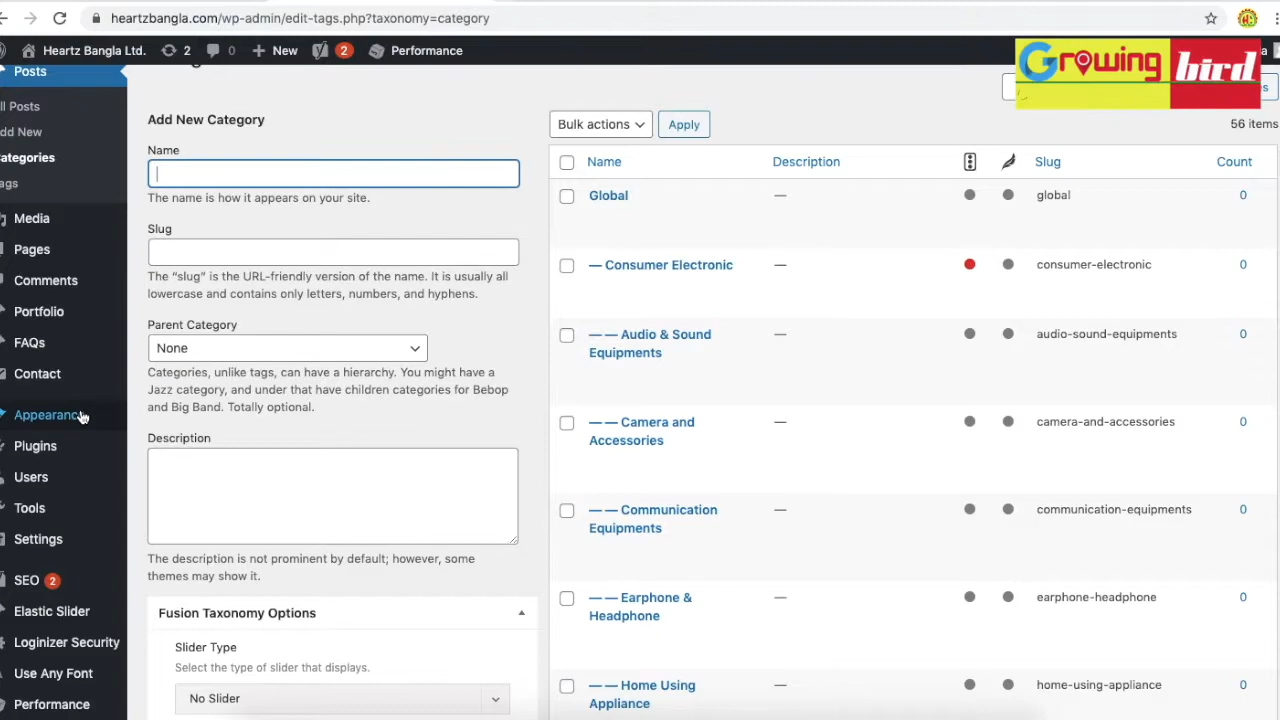 heartzbangla.com/wp-admin/edit-tags.php?taxonomy=category
Heartz Bangla Ltd. 2 0 New 2 Performance
Growing bird
Posts
ll Posts
dd New
ategories
ags
Media
Pages
Comments
Portfolio
FAQs
Contact
Appearance
Plugins
Users
Tools
Settings
SEO 2
Elastic Slider
Loginizer Security
Use Any Font
Performance
Add New Category
Name
The name is how it appears on your site.
Slug
The “slug” is the URL-friendly version of the name. It is usually all
lowercase and contains only letters, numbers, and hyphens.
Parent Category
None
Categories, unlike tags, can have a hierarchy. You might have a
Jazz category, and under that have children categories for Bebop
and Big Band. Totally optional.
Description
The description is not prominent by default; however, some
themes may show it.
Fusion Taxonomy Options
Slider Type
Select the type of slider that displays.
No Slider
Bulk actions Apply
56 items
Name Description Slug Count
Global — global 0
— Consumer Electronic — consumer-electronic 0
— — Audio & Sound
Equipments — audio-sound-equipments 0
— — Camera and
Accessories — camera-and-accessories 0
— — Communication
Equipments — communication-equipments 0
— — Earphone &
Headphone — earphone-headphone 0
— — Home Using
Appliance — home-using-appliance 0